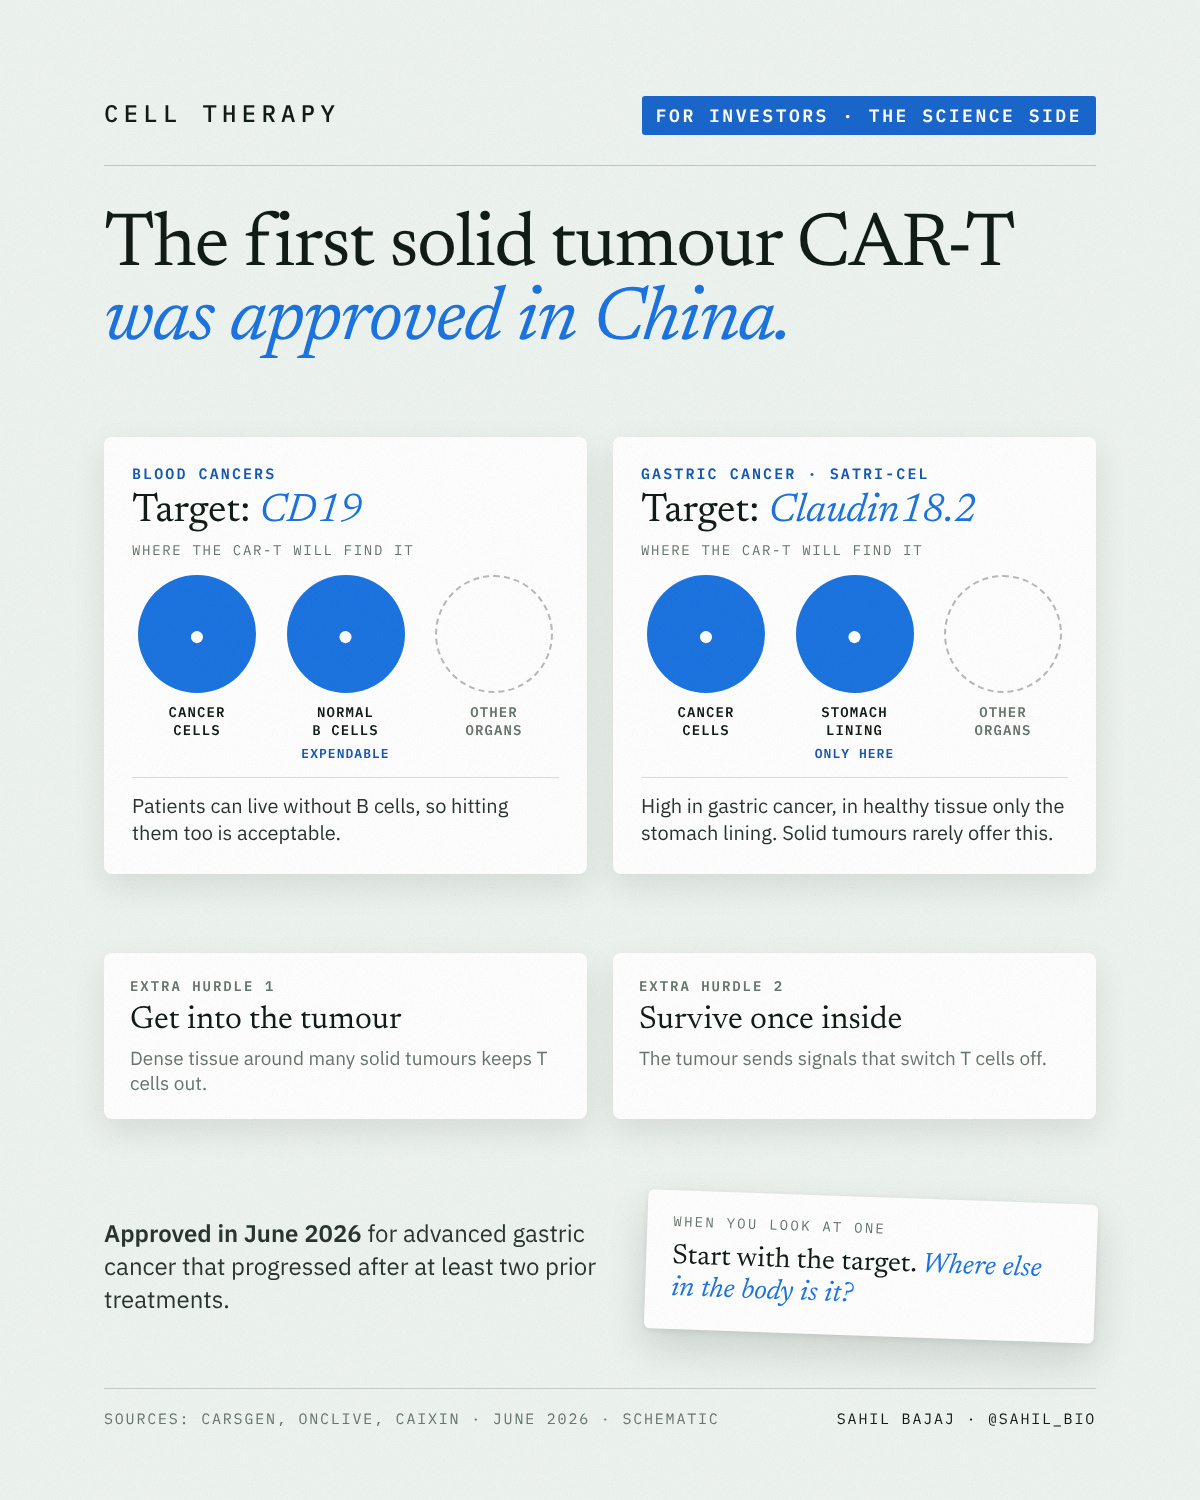 CELL THERAPY
FOR INVESTORS · THE SCIENCE SIDE
The first solid tumour CAR-T
was approved in China.
BLOOD CANCERS
Target: CD19
WHERE THE CAR-T WILL FIND IT
CANCER
CELLS
NORMAL
B CELLS
EXPENDABLE
OTHER
ORGANS
Patients can live without B cells, so hitting
them too is acceptable.
GASTRIC CANCER · SATRI-CEL
Target: Claudin18.2
WHERE THE CAR-T WILL FIND IT
CANCER
CELLS
STOMACH
LINING
ONLY HERE
OTHER
ORGANS
High in gastric cancer, in healthy tissue only the
stomach lining. Solid tumours rarely offer this.
EXTRA HURDLE 1
Get into the tumour
Dense tissue around many solid tumours keeps T
cells out.
EXTRA HURDLE 2
Survive once inside
The tumour sends signals that switch T cells off.
Approved in June 2026 for advanced gastric
cancer that progressed after at least two prior
treatments.
WHEN YOU LOOK AT ONE
Start with the target. Where else
in the body is it?
SOURCES: CARSGEN, ONCLIVE, CAIXIN · JUNE 2026 · SCHEMATIC
SAHIL BAJAJ · @SAHIL_BIO